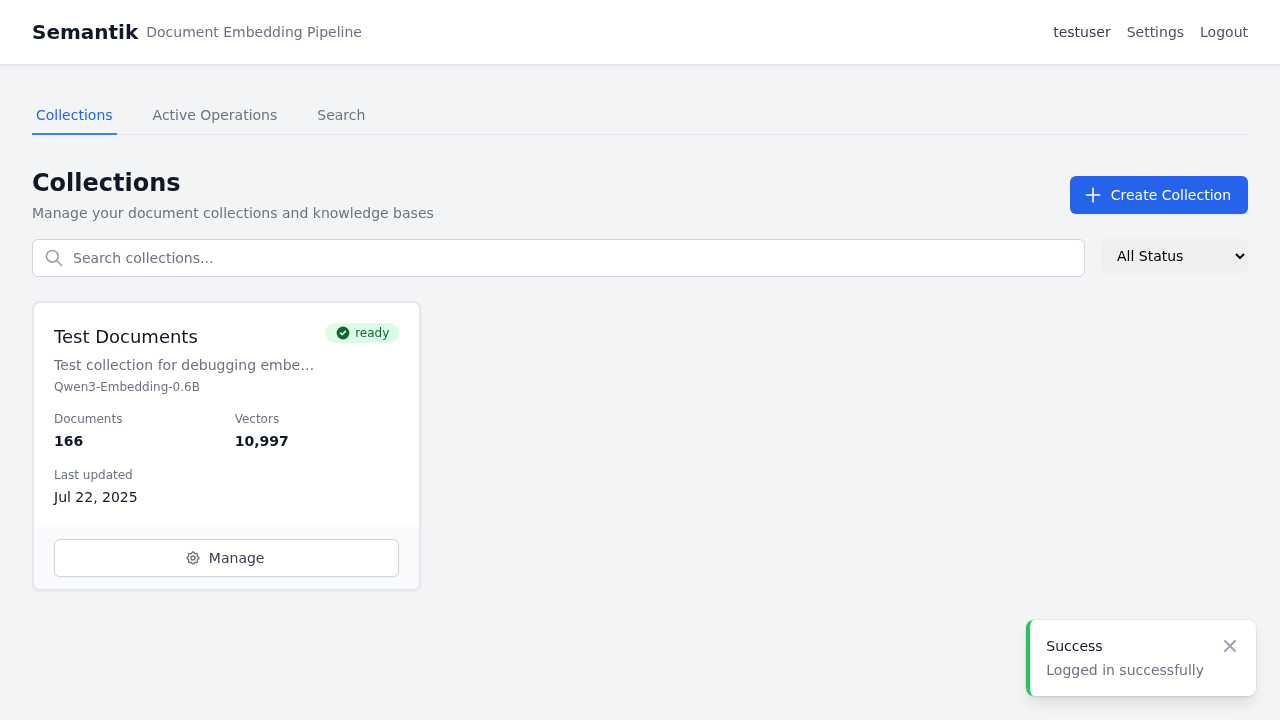 Semantik Document Embedding Pipeline testuser Settings Logout
Collections Active Operations Search
Collections
Manage your document collections and knowledge bases
Create Collection
Search collections... All Status
Test Documents ready
Test collection for debugging embe...
Qwen3-Embedding-0.6B
Documents Vectors
166 10,997
Last updated
Jul 22, 2025
Manage
Success
Logged in successfully